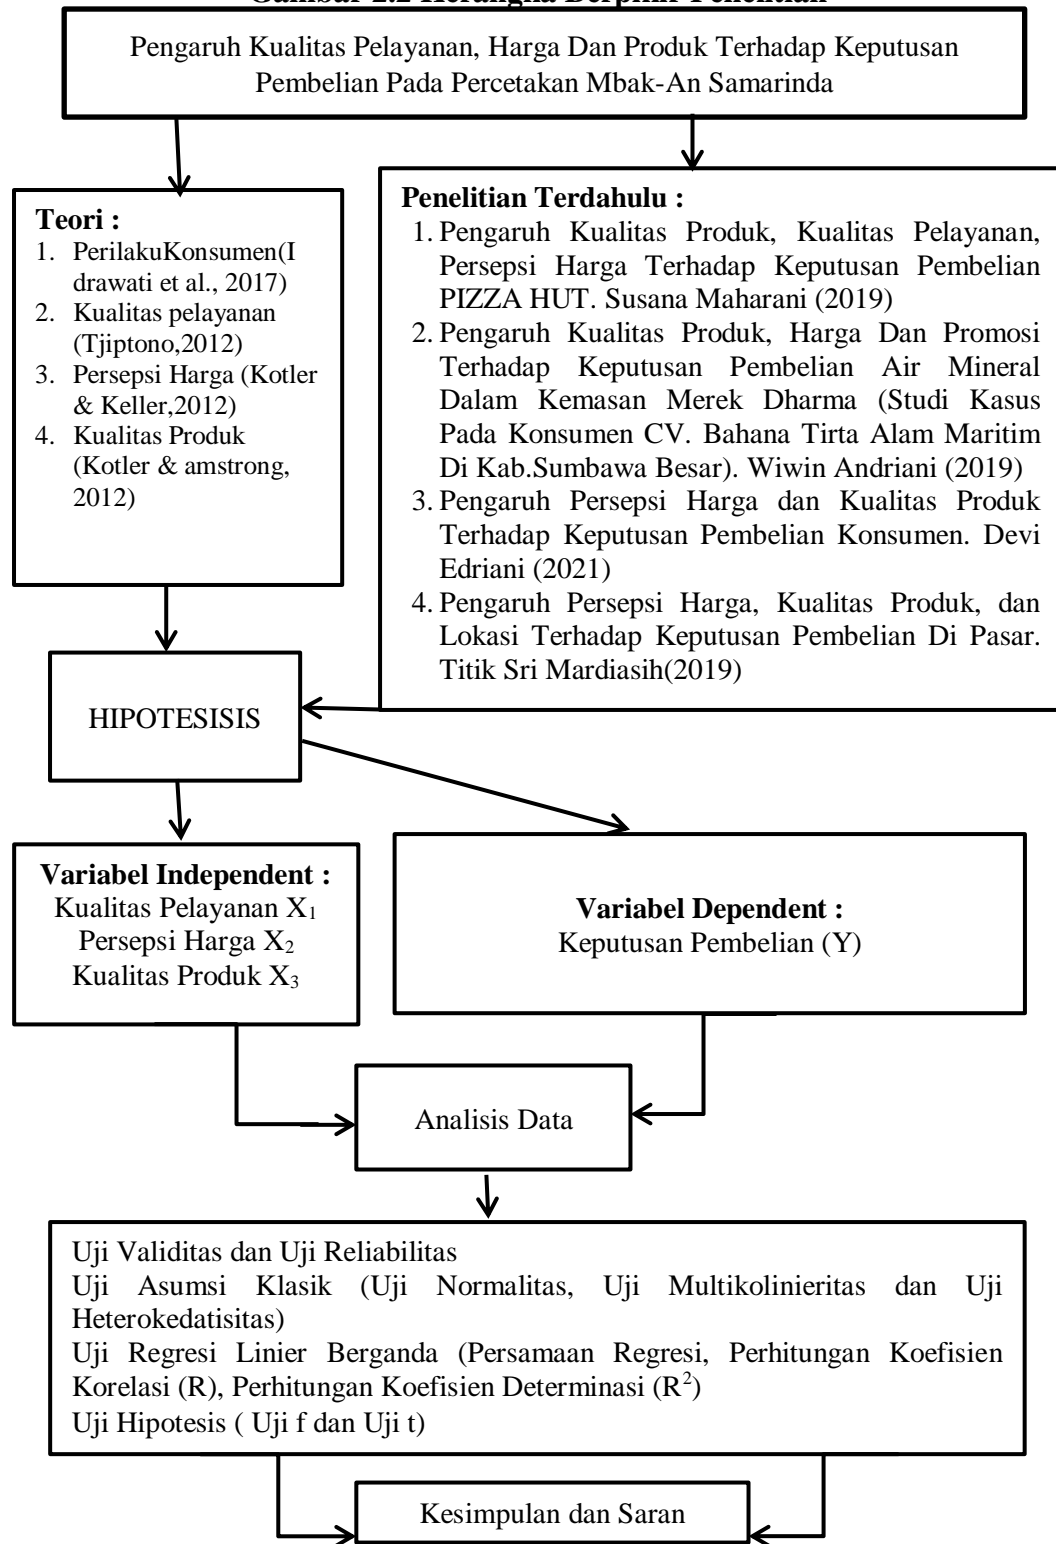 Gambar 2.2 Kerangka Berpikir Penelitian
Pengaruh Kualitas Pelayanan, Harga Dan Produk Terhadap Keputusan
Pembelian Pada Percetakan Mbak-An Samarinda
Teori :
1. PerilakuKonsumen(I
drawati et al., 2017)
2. Kualitas pelayanan
(Tjiptono,2012)
3. Persepsi Harga (Kotler
& Keller,2012)
4. Kualitas Produk
(Kotler & amstrong,
2012)
Penelitian Terdahulu :
1. Pengaruh Kualitas Produk, Kualitas Pelayanan,
Persepsi Harga Terhadap Keputusan Pembelian
PIZZA HUT. Susana Maharani (2019)
2. Pengaruh Kualitas Produk, Harga Dan Promosi
Terhadap Keputusan Pembelian Air Mineral
Dalam Kemasan Merek Dharma (Studi Kasus
Pada Konsumen CV. Bahana Tirta Alam Maritim
Di Kab.Sumbawa Besar). Wiwin Andriani (2019)
3. Pengaruh Persepsi Harga dan Kualitas Produk
Terhadap Keputusan Pembelian Konsumen. Devi
Edriani (2021)
4. Pengaruh Persepsi Harga, Kualitas Produk, dan
Lokasi Terhadap Keputusan Pembelian Di Pasar.
Titik Sri Mardiasih(2019)
HIPOTESISIS
Variabel Independent :
Kualitas Pelayanan X₁
Persepsi Harga X₂
Kualitas Produk X₃
Variabel Dependent :
Keputusan Pembelian (Y)
Analisis Data
Uji Validitas dan Uji Reliabilitas
Uji Asumsi Klasik (Uji Normalitas, Uji Multikolinieritas dan Uji
Heterokedatisitas)
Uji Regresi Linier Berganda (Persamaan Regresi, Perhitungan Koefisien
Korelasi (R), Perhitungan Koefisien Determinasi (R²)
Uji Hipotesis ( Uji f dan Uji t)
Kesimpulan dan Saran